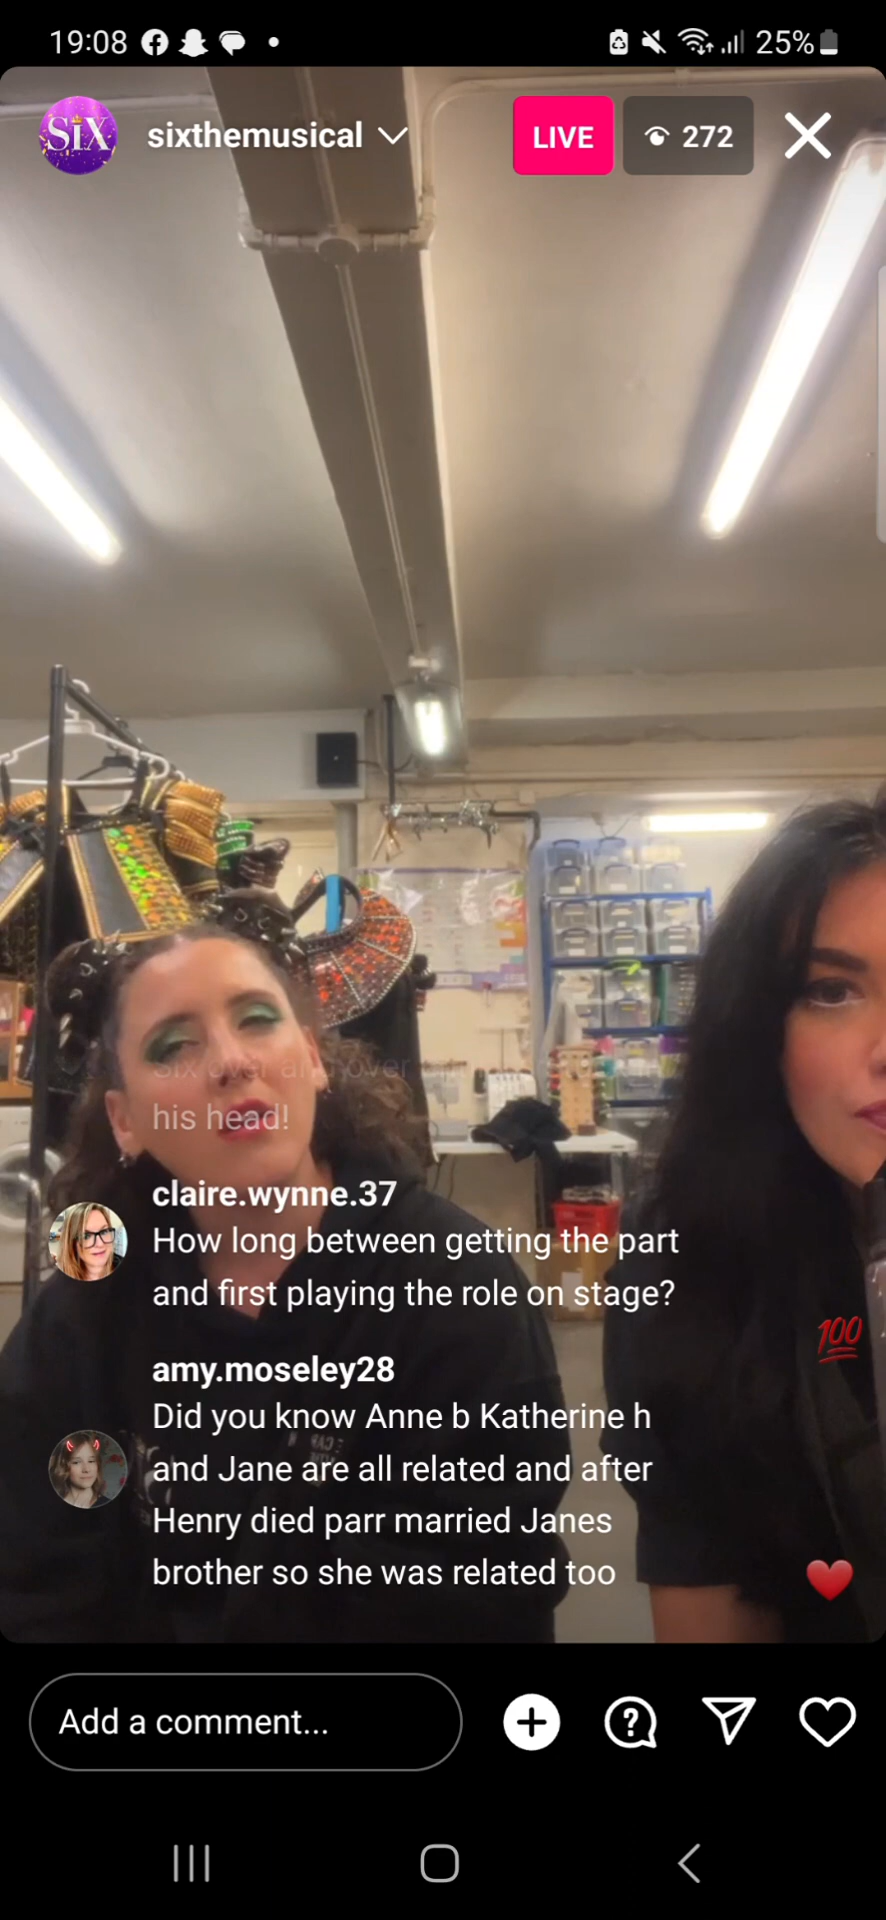 19:08
25%
SiX
sixthemusical
LIVE
272
Six over and over
his head!
claire.wynne.37
How long between getting the part
and first playing the role on stage?
100
amy.moseley28
Did you know Anne b Katherine h
and Jane are all related and after
Henry died parr married Janes
brother so she was related too
Add a comment...